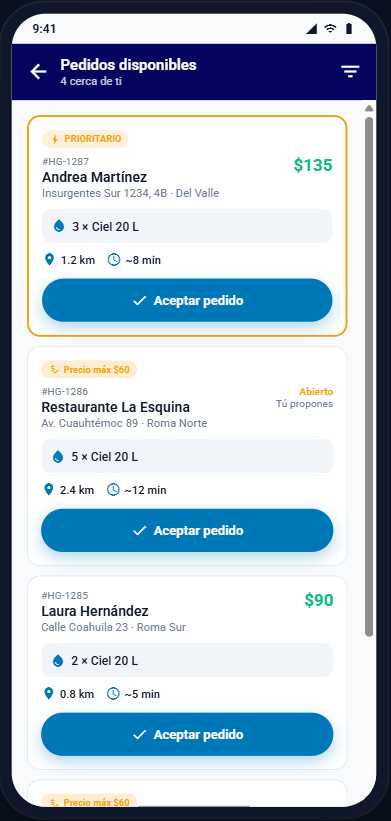 9:41
Pedidos disponibles
4 cerca de ti
PRIORITARIO
#HG-1287
$135
Andrea Martínez
Insurgentes Sur 1234, 4B · Del Valle
3 × Ciel 20 L
1.2 km ~8 min
Aceptar pedido
Precio máx $60
#HG-1286
Abierto
Restaurante La Esquina
Tú propones
Av. Cuauhtémoc 89 · Roma Norte
5 × Ciel 20 L
2.4 km ~12 min
Aceptar pedido
#HG-1285
$90
Laura Hernández
Calle Coahuila 23 · Roma Sur
2 × Ciel 20 L
0.8 km ~5 min
Aceptar pedido
Precio máx $60